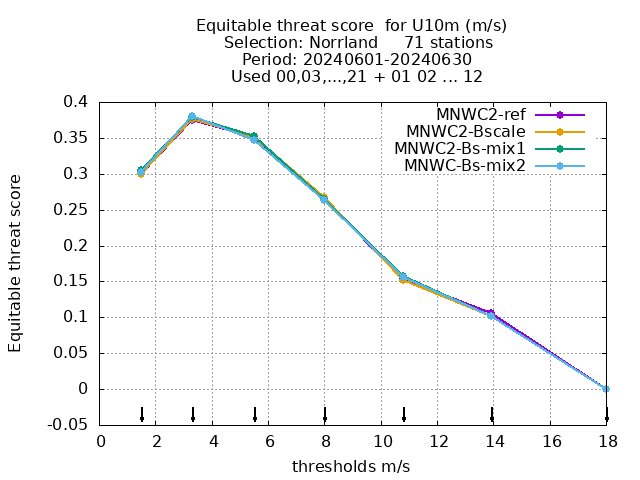 Equitable threat score  for U10m (m/s)
Selection: Norrland     71 stations
Period: 20240601-20240630
Used 00,03,...,21 + 01 02 ... 12
MNWC2-ref
MNWC2-Bscale
MNWC2-Bs-mix1
MNWC-Bs-mix2
Equitable threat score
0.4
0.35
0.3
0.25
0.2
0.15
0.1
0.05
0
-0.05
0 2 4 6 8 10 12 14 16 18
thresholds m/s